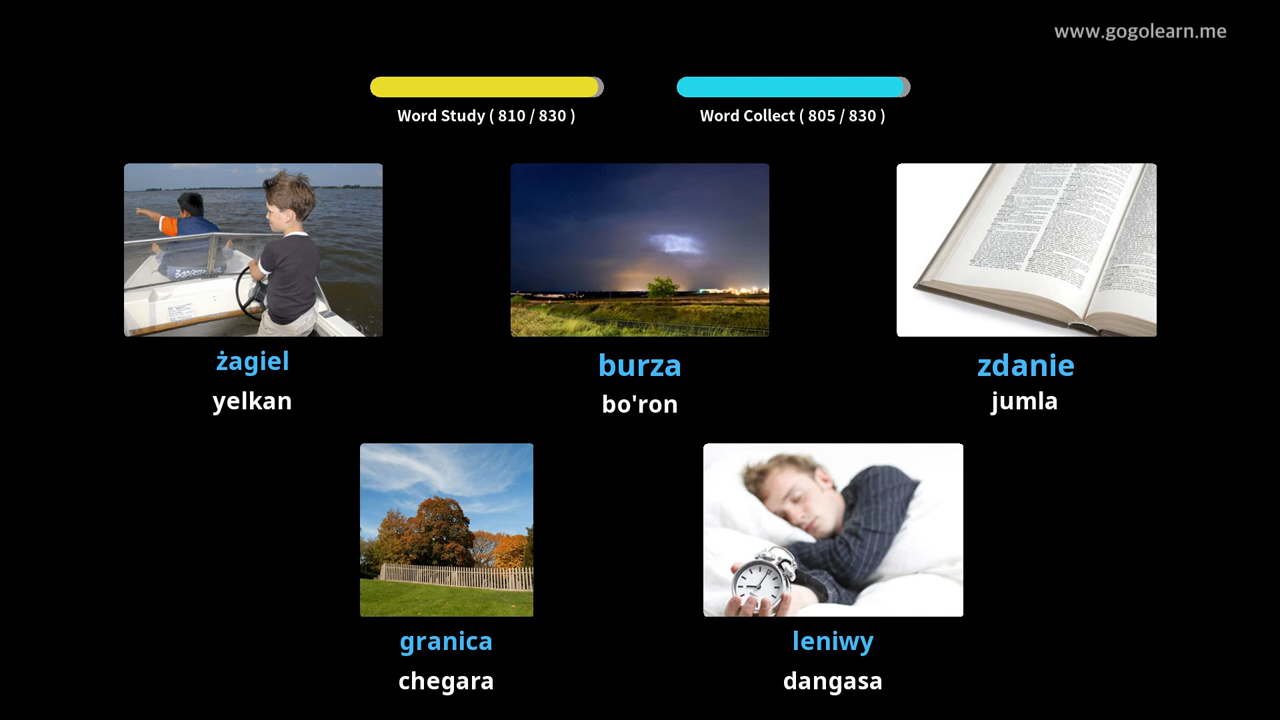 www.gogolearn.me
Word Study ( 810 / 830 )
Word Collect ( 805 / 830 )
żagiel
yelkan
burza
bo'ron
zdanie
jumla
granica
chegara
leniwy
dangasa